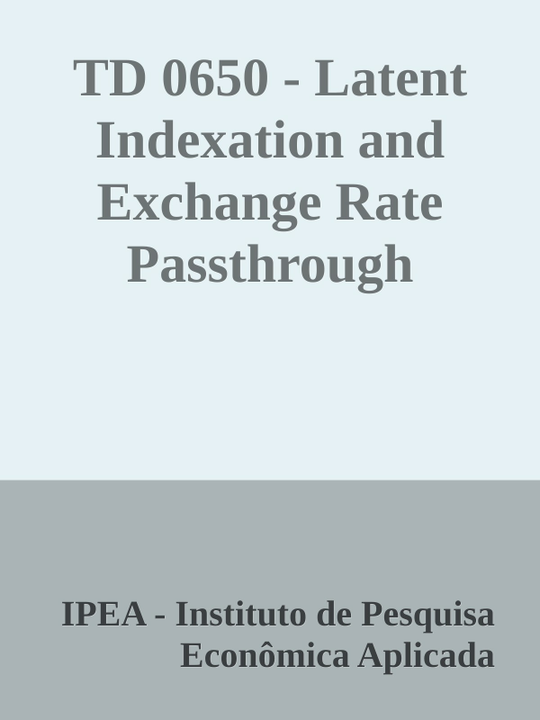 TD 0650 - Latent
Indexation and
Exchange Rate
Passthrough
IPEA - Instituto de Pesquisa
Econômica Aplicada